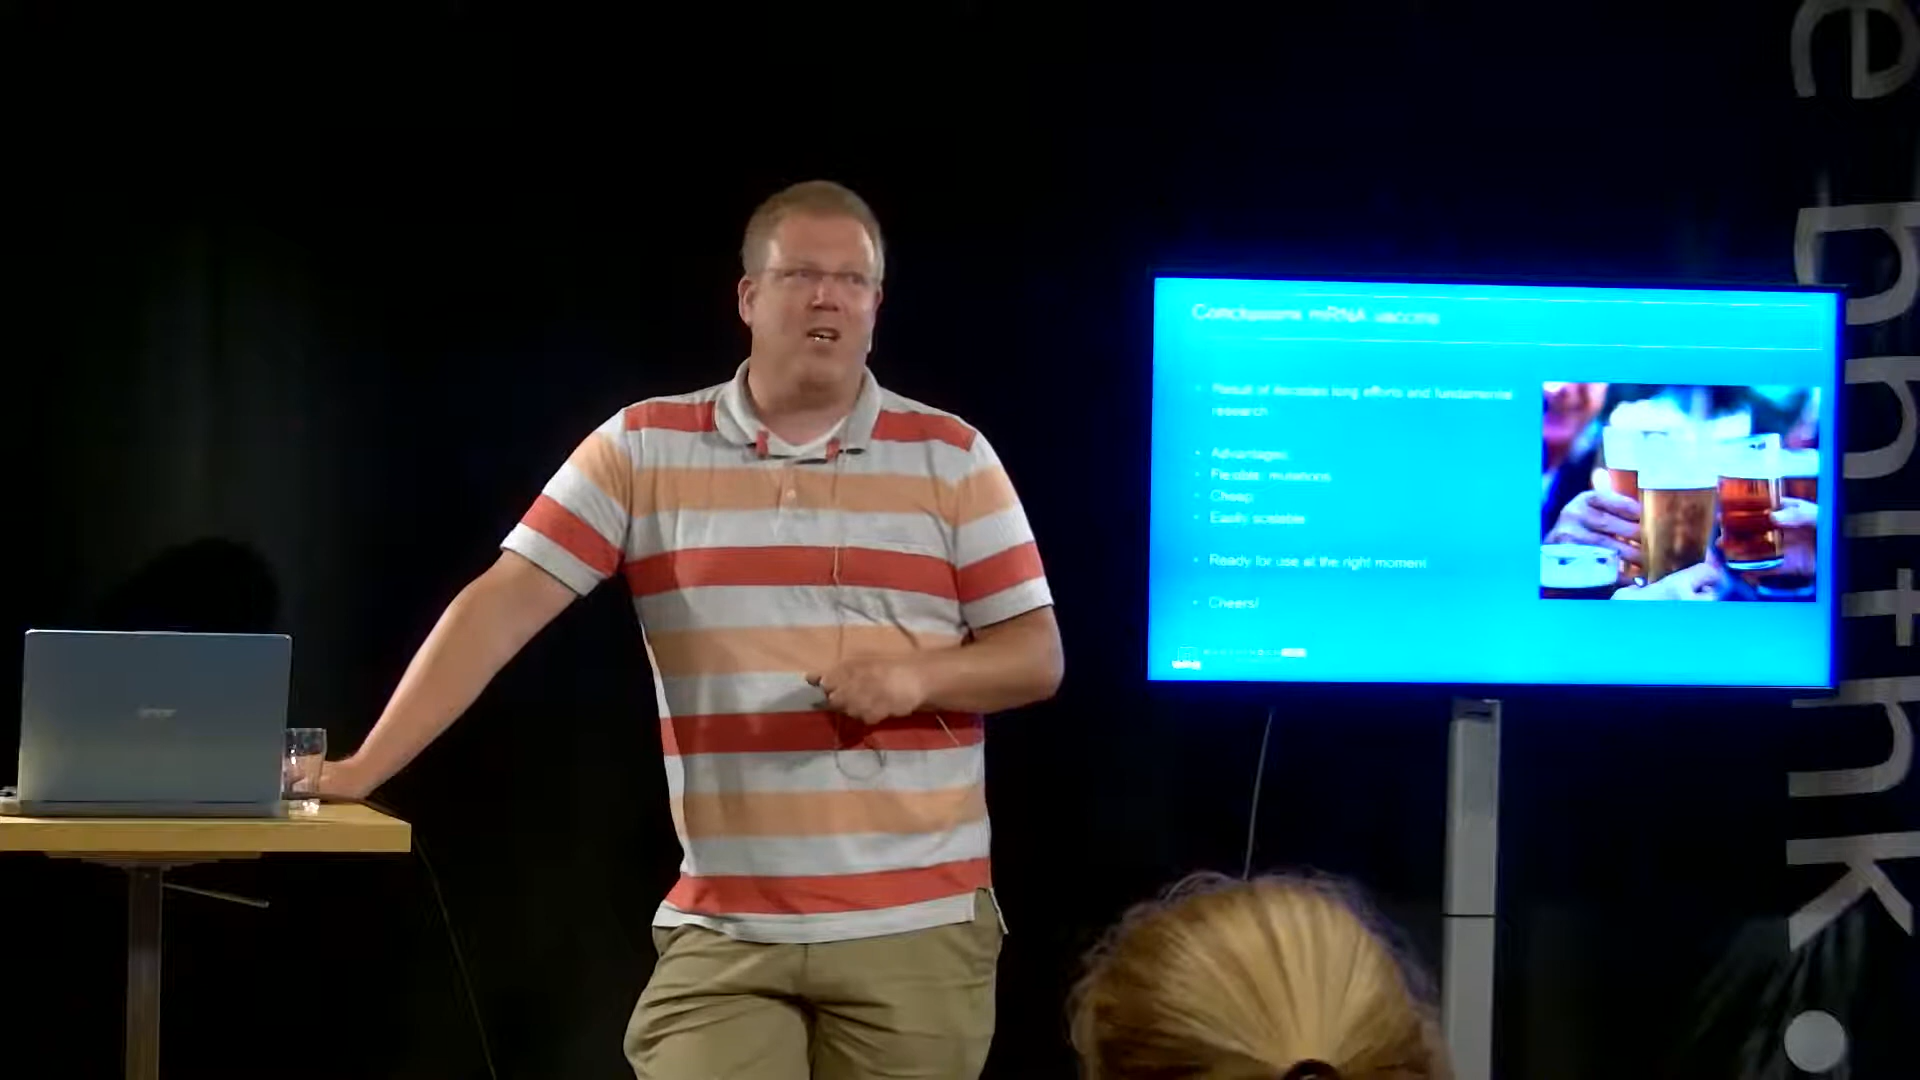 Conclusions mRNA vaccine
Result of decades long efforts and fundamental
research
Advantages:
Flexible: mutations
Cheap
Easily scalable
Ready for use at the right moment
Cheers!
acer